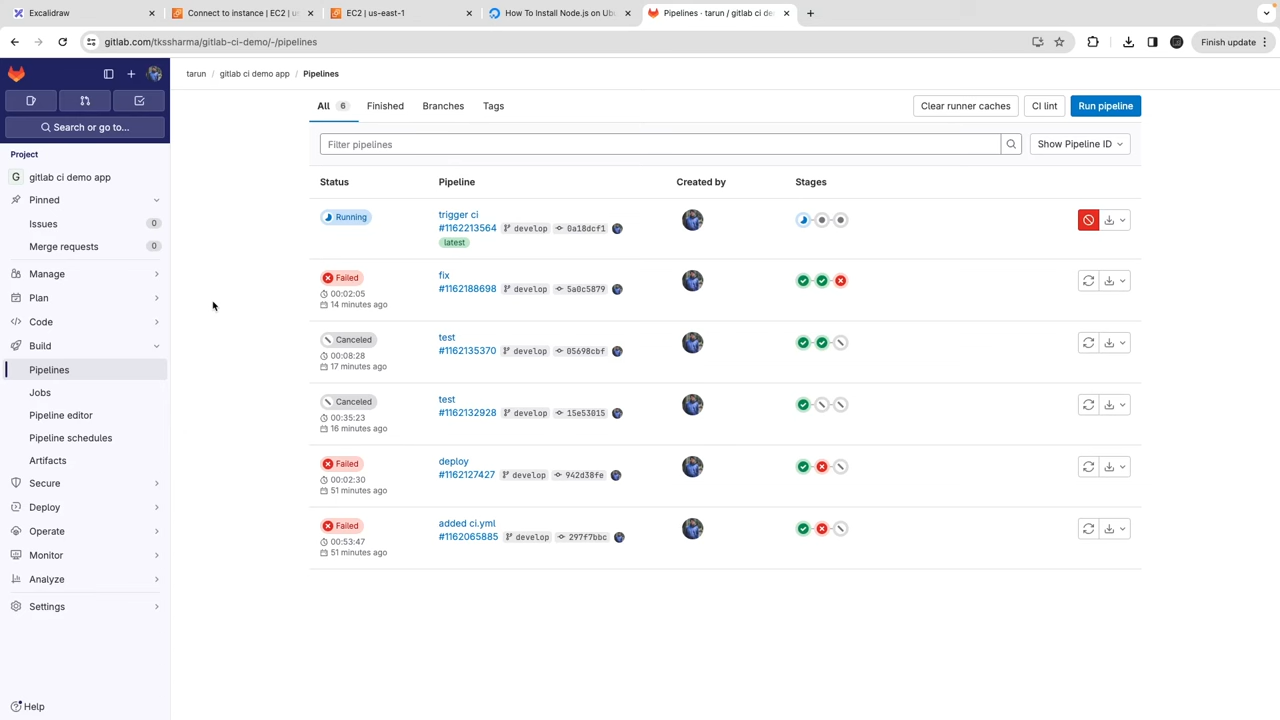 Excalidraw
Connect to instance | EC2 | us-
EC2 | us-east-1
How To Install Node.js on Ubu
Pipelines · tarun / gitlab ci de
gitlab.com/tkssharma/gitlab-ci-demo/-/pipelines
Finish update
tarun / gitlab ci demo app / Pipelines
Search or go to...
Project
G gitlab ci demo app
Pinned
Issues 0
Merge requests 0
Manage
Plan
Code
Build
Pipelines
Jobs
Pipeline editor
Pipeline schedules
Artifacts
Secure
Deploy
Operate
Monitor
Analyze
Settings
Help
All 6 Finished Branches Tags
Clear runner caches CI lint Run pipeline
Filter pipelines
Show Pipeline ID
Status Pipeline Created by Stages
Running
trigger ci
#1162213564 develop 0a18dcf1
latest
Failed
00:02:05
14 minutes ago
fix
#1162188698 develop 5a0c5879
Canceled
00:08:28
17 minutes ago
test
#1162135370 develop 05698cbf
Canceled
00:35:23
16 minutes ago
test
#1162132928 develop 15e53015
Failed
00:02:30
51 minutes ago
deploy
#1162127427 develop 942d38fe
Failed
00:53:47
51 minutes ago
added ci.yml
#1162065885 develop 297f7bbc